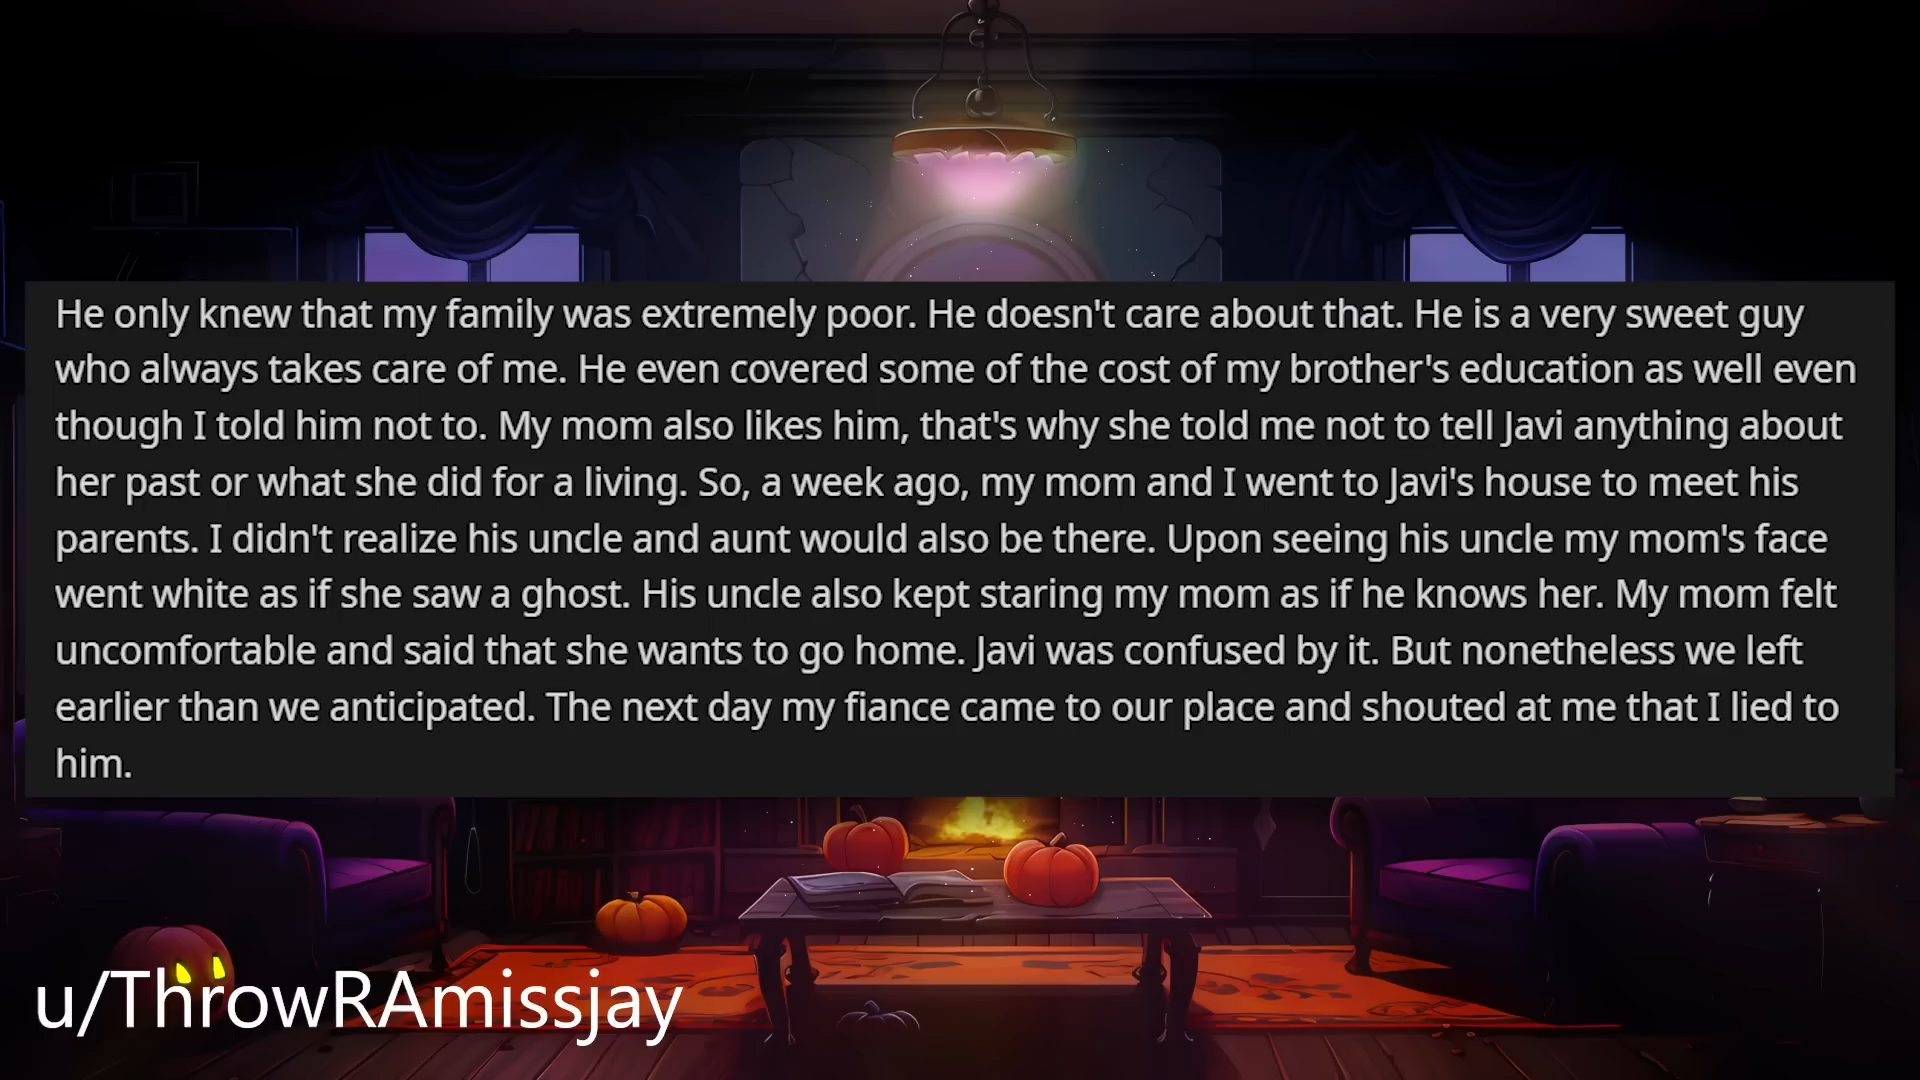 He only knew that my family was extremely poor. He doesn't care about that. He is a very sweet guy
who always takes care of me. He even covered some of the cost of my brother's education as well even
though I told him not to. My mom also likes him, that's why she told me not to tell Javi anything about
her past or what she did for a living. So, a week ago, my mom and I went to Javi's house to meet his
parents. I didn't realize his uncle and aunt would also be there. Upon seeing his uncle my mom's face
went white as if she saw a ghost. His uncle also kept staring my mom as if he knows her. My mom felt
uncomfortable and said that she wants to go home. Javi was confused by it. But nonetheless we left
earlier than we anticipated. The next day my fiance came to our place and shouted at me that I lied to
him.
u/ThrowRAmissjay